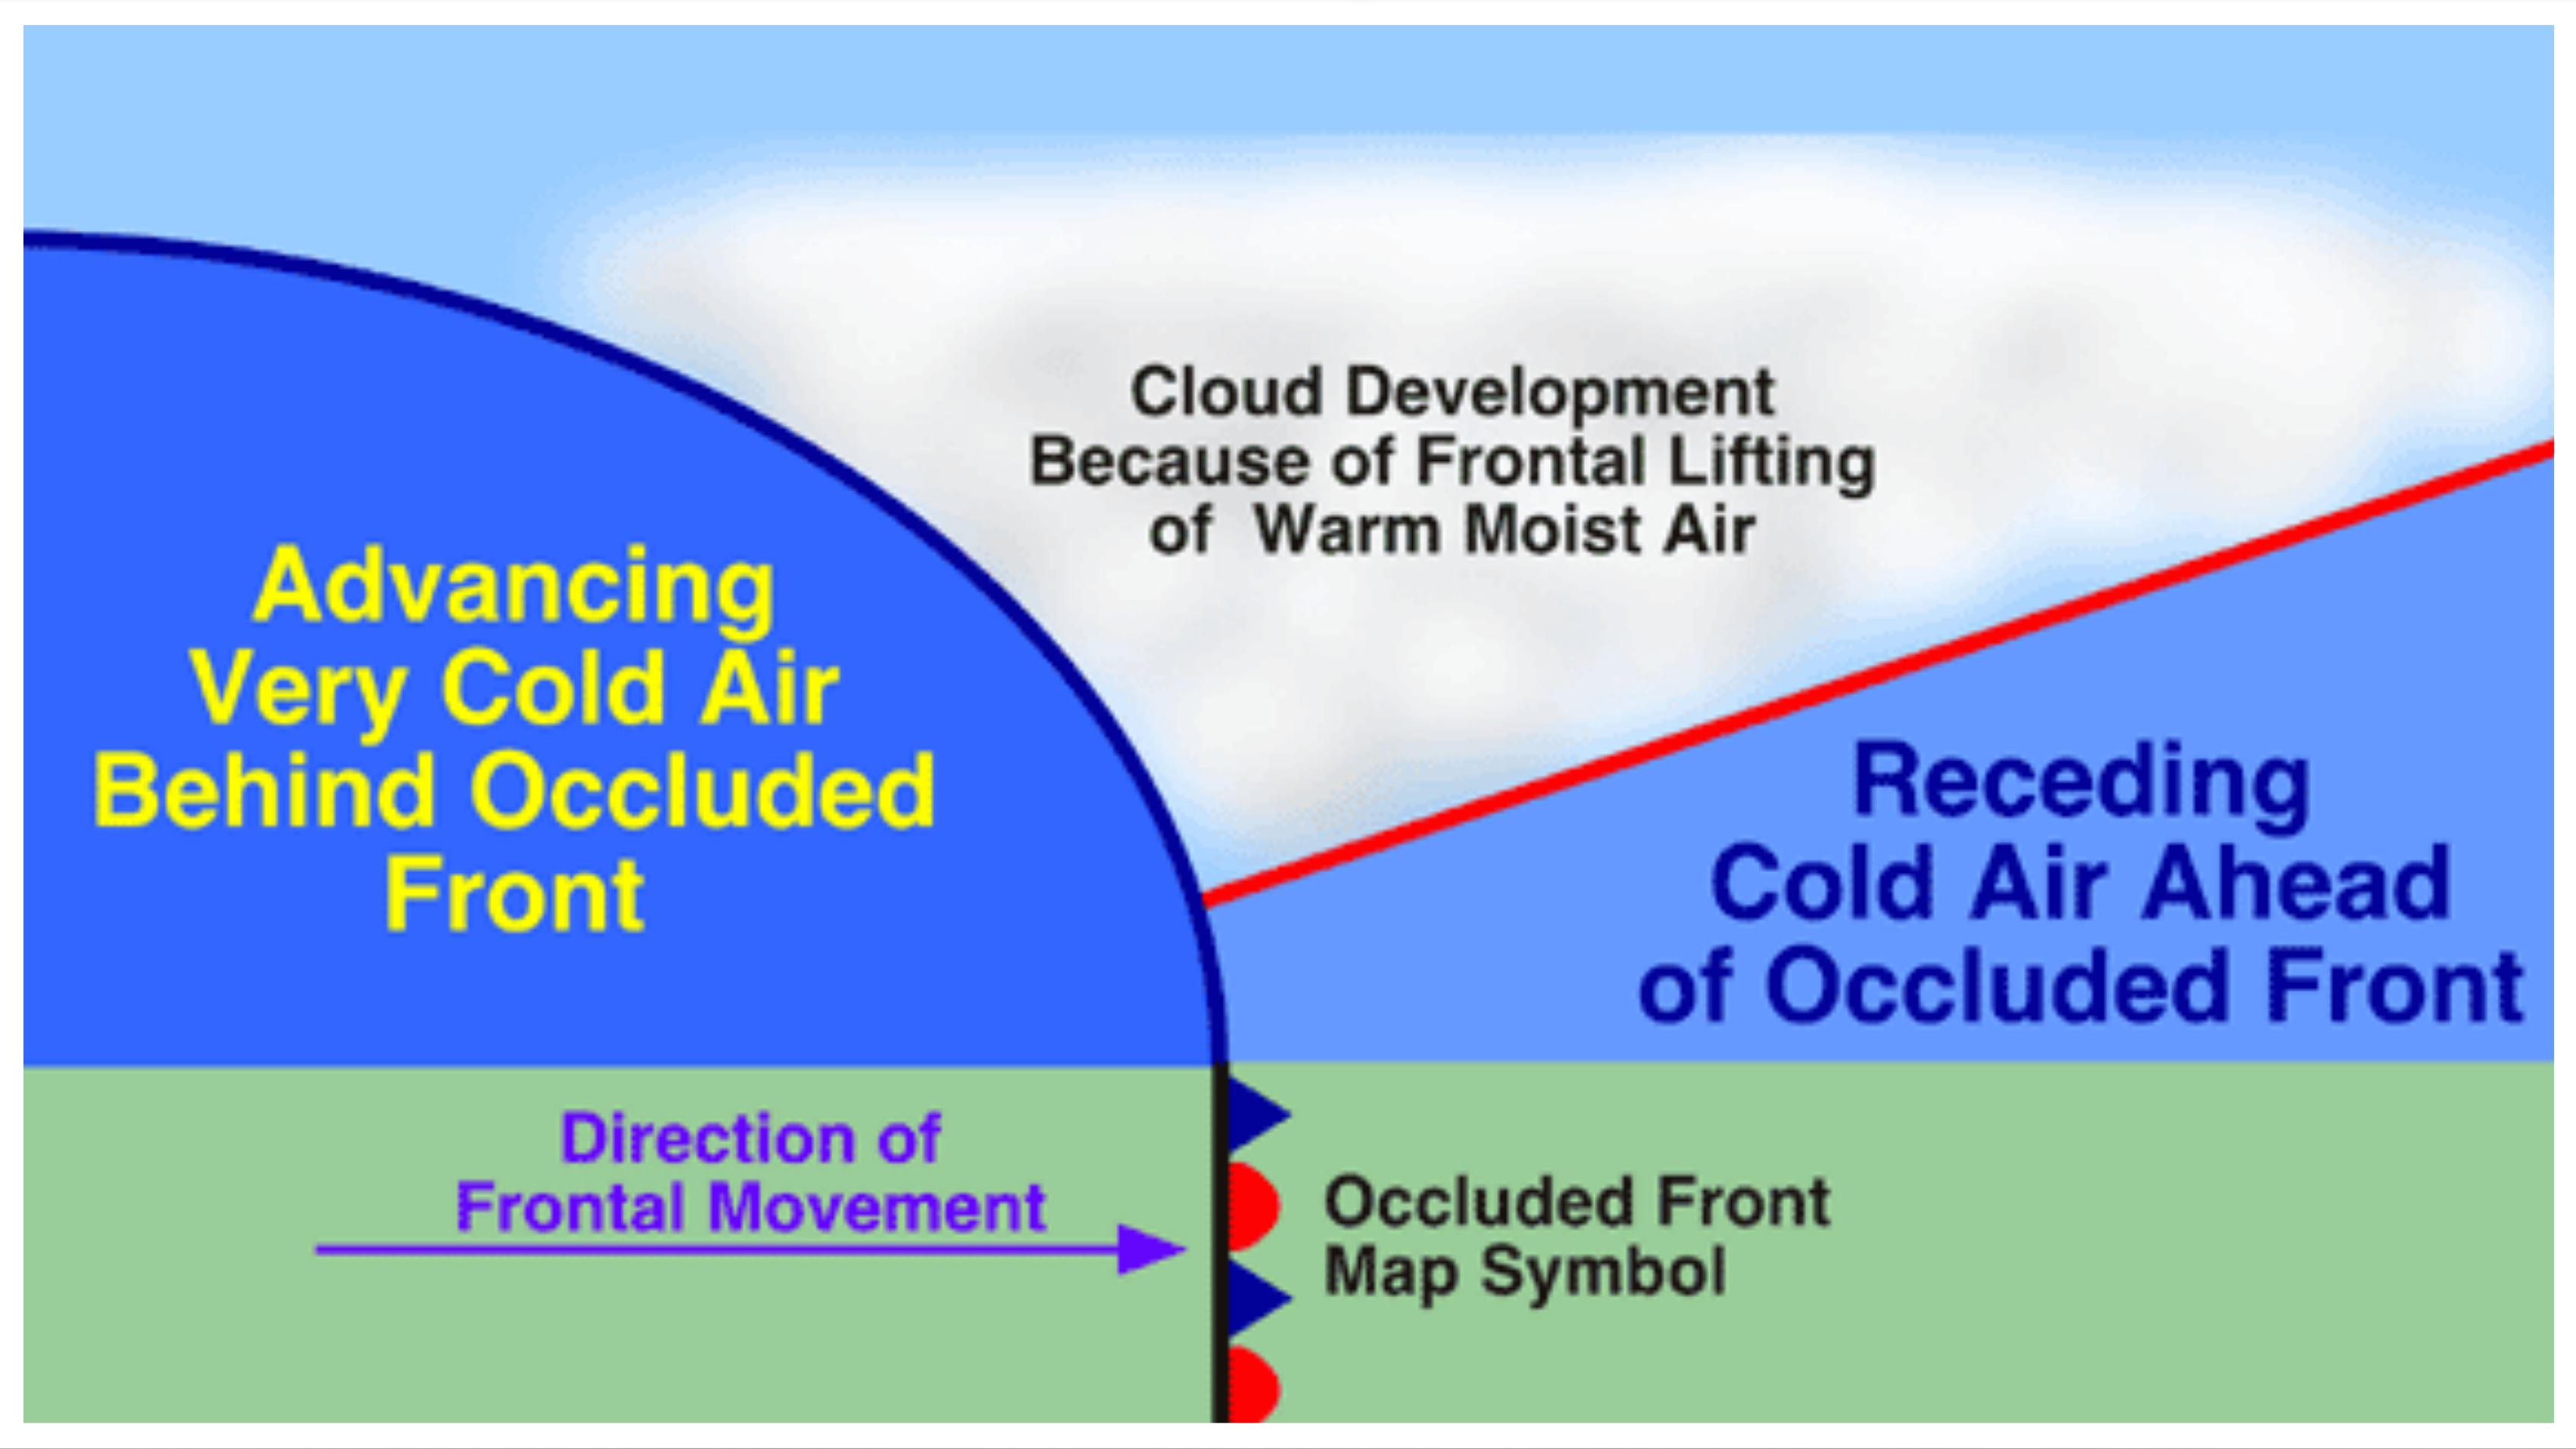 Cloud Development
Because of Frontal Lifting
of Warm Moist Air
Advancing
Very Cold Air
Behind Occluded
Front
Receding
Cold Air Ahead
of Occluded Front
Direction of
Frontal Movement
Occluded Front
Map Symbol